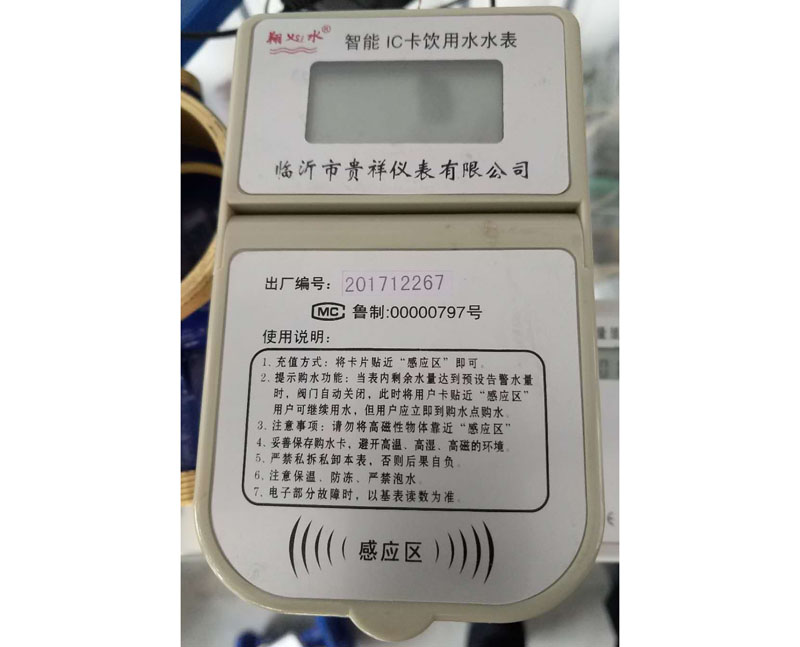 翔如水®
智能 IC卡饮用水水表
临沂市贵祥仪表有限公司
出厂编号: 201712267
MC 鲁制:00000797号
使用说明:
1、充值方式: 将卡片贴近“感应区”即可。
2、提示购水功能: 当表内剩余水量达到预设告警水量
时, 阀门自动关闭, 此时将用户卡贴近“感应区”
用户可继续用水, 但用户应立即到购水点购水。
3、注意事项: 请勿将高磁性物体靠近“感应区”
4、妥善保存购水卡, 避开高温、高湿、高磁的环境。
5、严禁私拆私卸本表, 否则后果自负。
6、注意保温、防冻、严禁泡水。
7、电子部分故障时, 以基表读数为准。
感应区